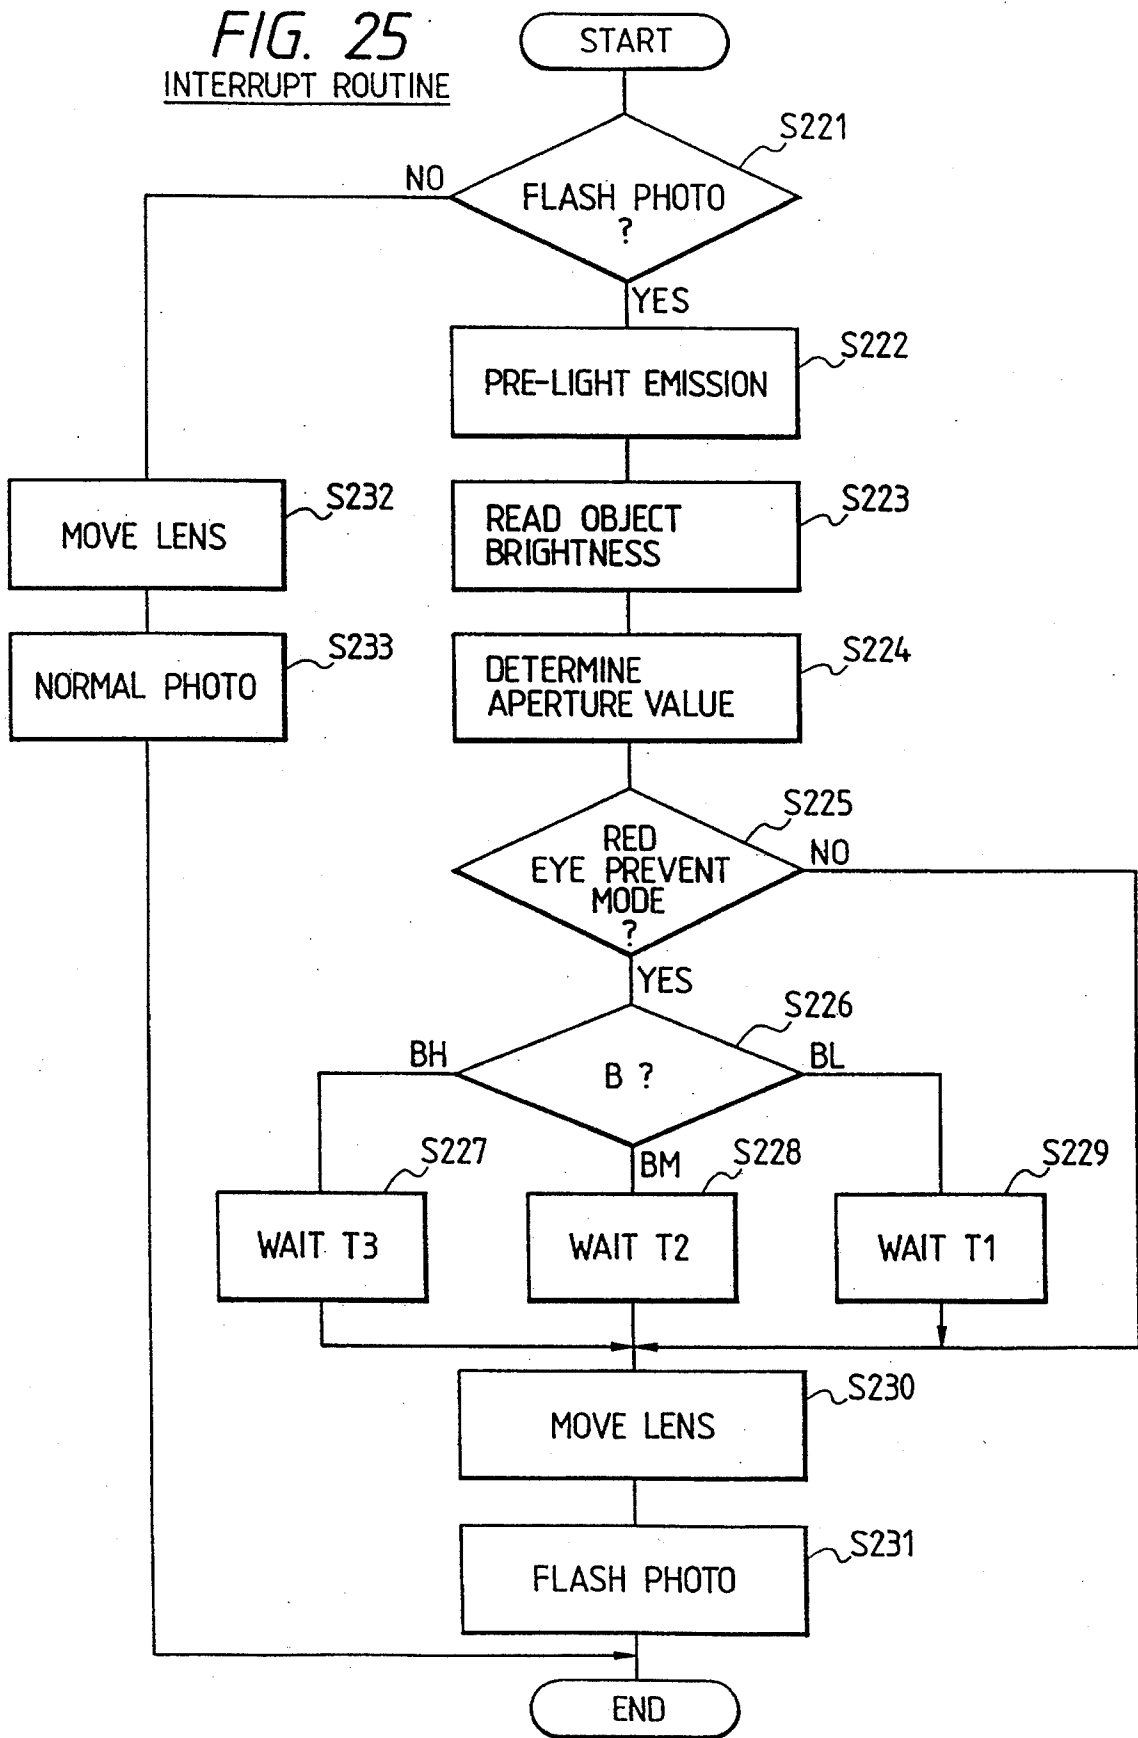 FIG. 25
INTERRUPT ROUTINE
START
S221
NO
FLASH PHOTO
?
YES
S222
PRE-LIGHT EMISSION
S232
MOVE LENS
S223
READ OBJECT
BRIGHTNESS
S233
NORMAL PHOTO
S224
DETERMINE
APERTURE VALUE
S225
RED
EYE PREVENT
MODE
?
NO
YES
S226
BH
B ?
BL
BM
S227
WAIT T3
S228
WAIT T2
S229
WAIT T1
S230
MOVE LENS
S231
FLASH PHOTO
END